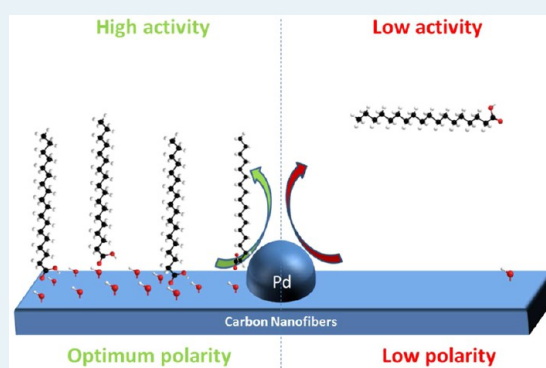 High activity
Low activity
Pd
Carbon Nanofibers
Optimum polarity
Low polarity